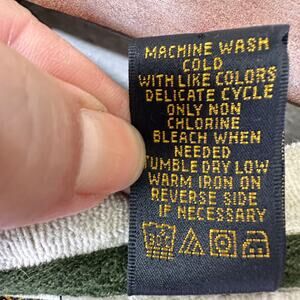 MACHINE WASH
COLD
WITH LIKE COLORS
DELICATE CYCLE
ONLY NON
CHLORINE
BLEACH WHEN
NEEDED
TUMBLE DRY LOW
WARM IRON ON
REVERSE SIDE
IF NECESSARY